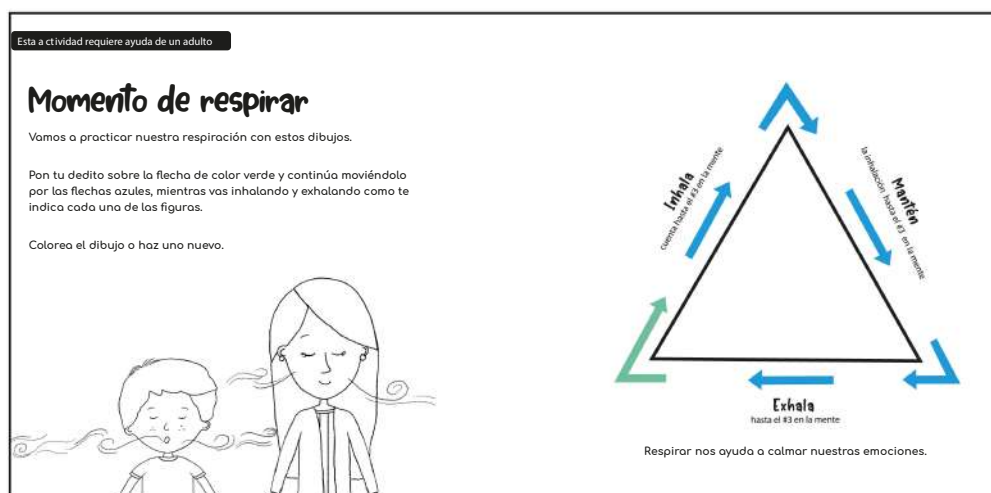 Esta a ctividad requiere ayuda de un adulto
Momento de respirar
Vamos a practicar nuestra respiración con estos dibujos.
Pon tu dedito sobre la flecha de color verde y continúa moviéndolo
por las flechas azules, mientras vas inhalando y exhalando como te
indica cada una de las figuras.
Colorea el dibujo o haz uno nuevo.
Inhala
cuenta hasta el #3 en la mente
Mantén
la inhalación hasta el #3 en la mente
Exhala
hasta el #3 en la mente
Respirar nos ayuda a calmar nuestras emociones.